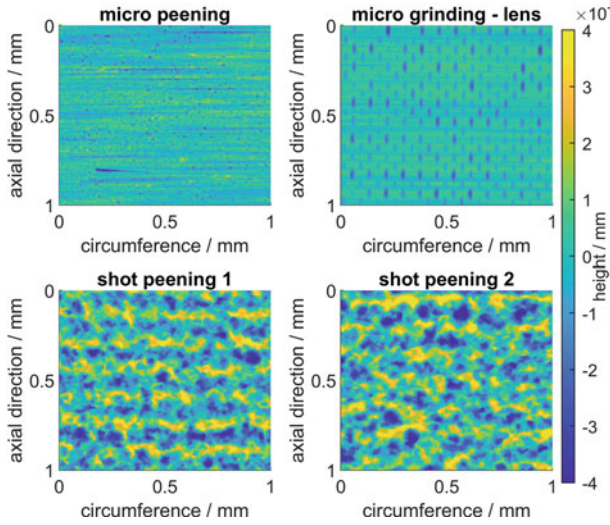 micro peening
micro grinding - lens
×10
0
0.5
1
axial direction / mm
0
0.5
1
circumference / mm
0
0.5
1
axial direction / mm
0
0.5
1
circumference / mm
shot peening 1
shot peening 2
0
0.5
1
axial direction / mm
0
0.5
1
circumference / mm
0
0.5
1
axial direction / mm
0
0.5
1
circumference / mm
4
3
2
1
0
-1
-2
-3
-4
height / mm